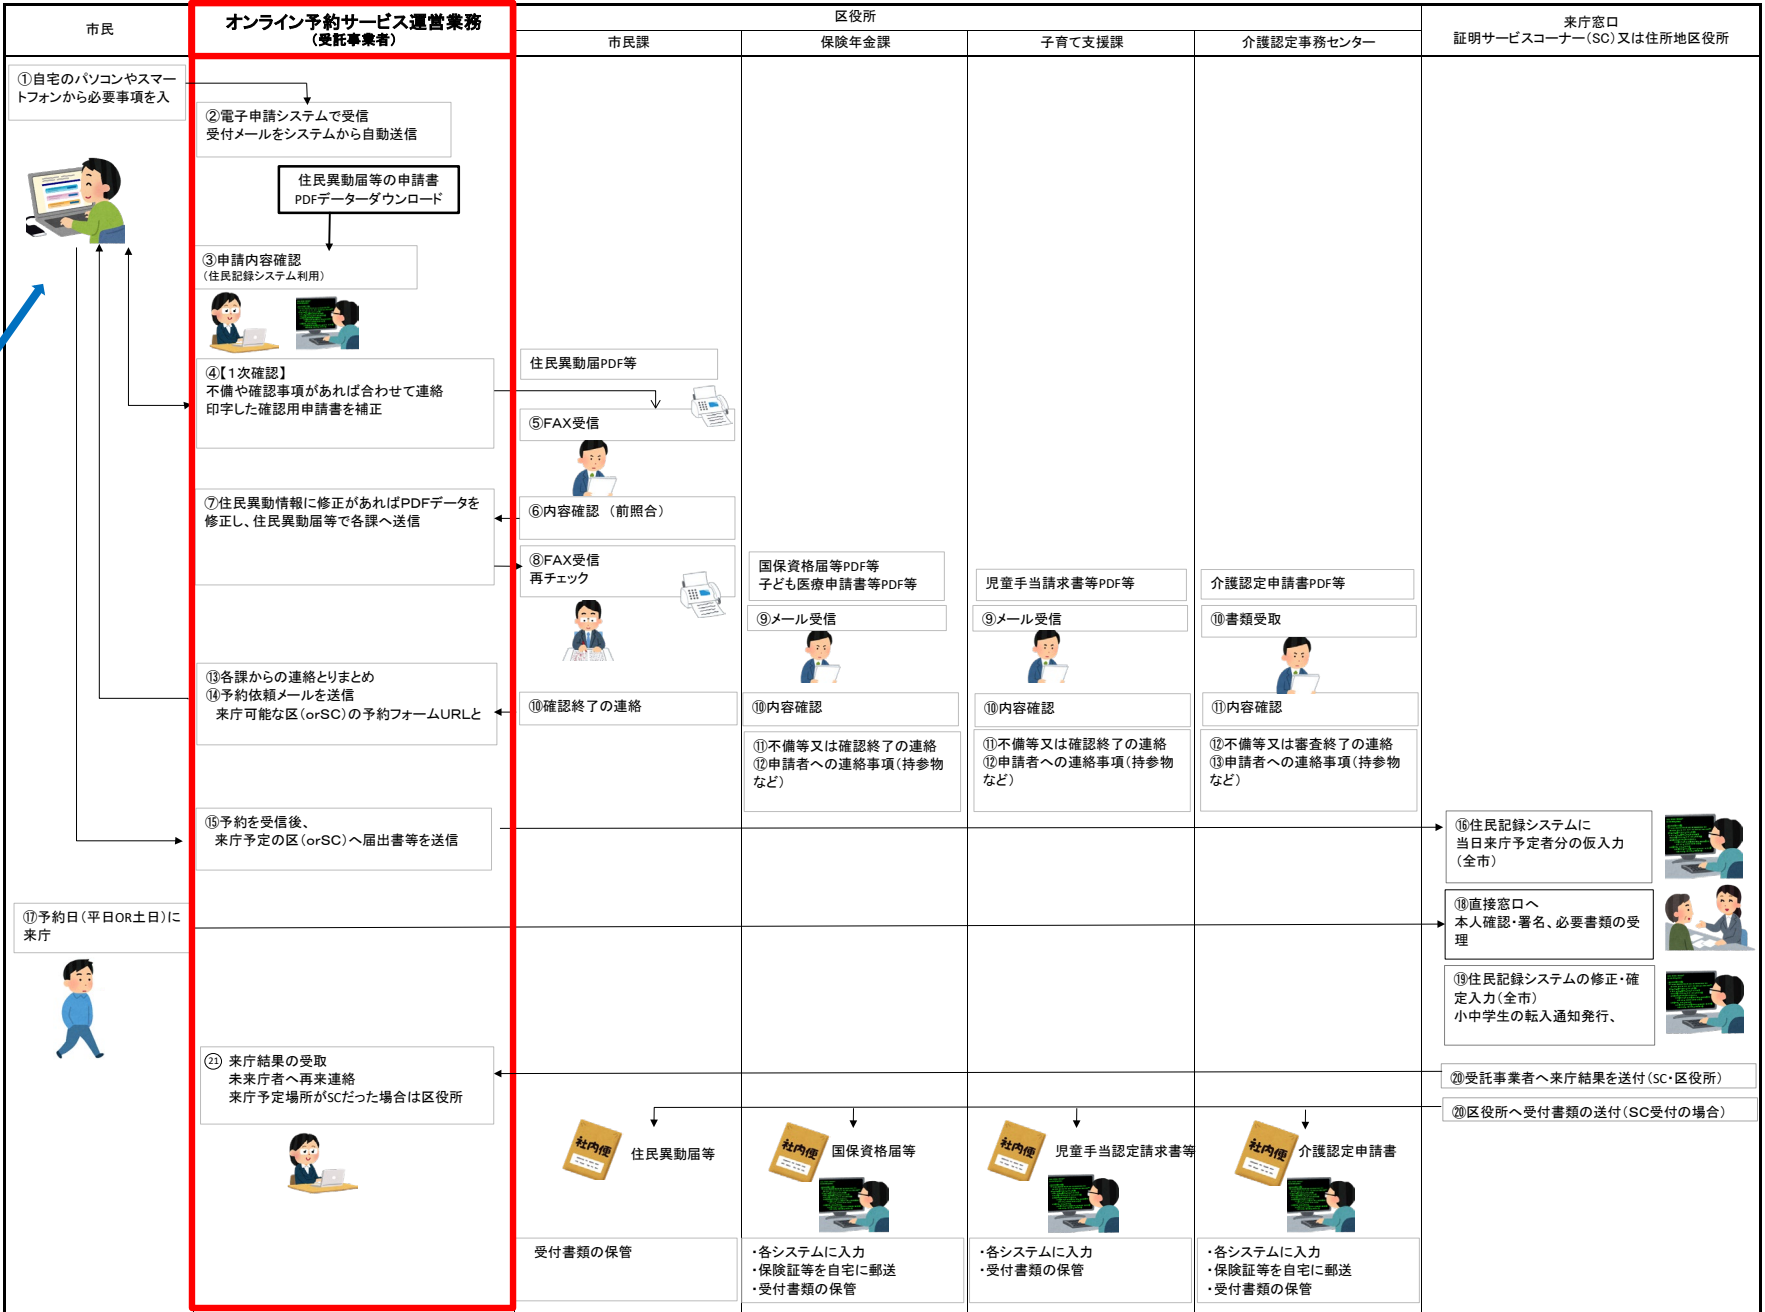 市民
オンライン予約サービス運営業務
（受託事業者）
区役所
市民課
保険年金課
子育て支援課
介護認定事務センター
来庁窓口
証明サービスコーナー（SC）又は住所地区役所
①自宅のパソコンやスマー
トフォンから必要事項を入
②電子申請システムで受信
受付メールをシステムから自動送信
住民異動届等の申請書
PDFデーターダウンロード
③申請内容確認
（住民記録システム利用）
④【１次確認】
不備や確認事項があれば合わせて連絡
印字した確認用申請書を補正
住民異動届PDF等
⑤FAX受信
⑥内容確認　（前照合）
⑦住民異動情報に修正があればPDFデータを
修正し、住民異動届等で各課へ送信
⑧FAX受信
再チェック
国保資格届等PDF等
子ども医療申請書等PDF等
児童手当請求書等PDF等
介護認定申請書PDF等
⑨メール受信
⑨メール受信
⑩書類受取
⑬各課からの連絡とりまとめ
⑭予約依頼メールを送信
来庁可能な区（orSC）の予約フォームURLと
⑩確認終了の連絡
⑩内容確認
⑩内容確認
⑪内容確認
⑪不備等又は確認終了の連絡
⑫申請者への連絡事項（持参物
など）
⑪不備等又は確認終了の連絡
⑫申請者への連絡事項（持参物
など）
⑫不備等又は審査終了の連絡
⑬申請者への連絡事項（持参物
など）
⑮予約を受信後、
来庁予定の区（orSC）へ届出書等を送信
⑯住民記録システムに
当日来庁予定者分の仮入力
（全市）
⑰予約日（平日OR土日）に
来庁
⑱直接窓口へ
本人確認・署名、必要書類の受
理
⑲住民記録システムの修正・確
定入力（全市）
小中学生の転入通知発行、
㉑ 来庁結果の受取
未来庁者へ再来連絡
来庁予定場所がSCだった場合は区役所
⑳受託事業者へ来庁結果を送付（SC・区役所）
⑳区役所へ受付書類の送付（SC受付の場合）
社内便
住民異動届等
社内便
国保資格届等
社内便
児童手当認定請求書等
社内便
介護認定申請書
受付書類の保管
・各システムに入力
・保険証等を自宅に郵送
・受付書類の保管
・各システムに入力
・受付書類の保管
・各システムに入力
・保険証等を自宅に郵送
・受付書類の保管